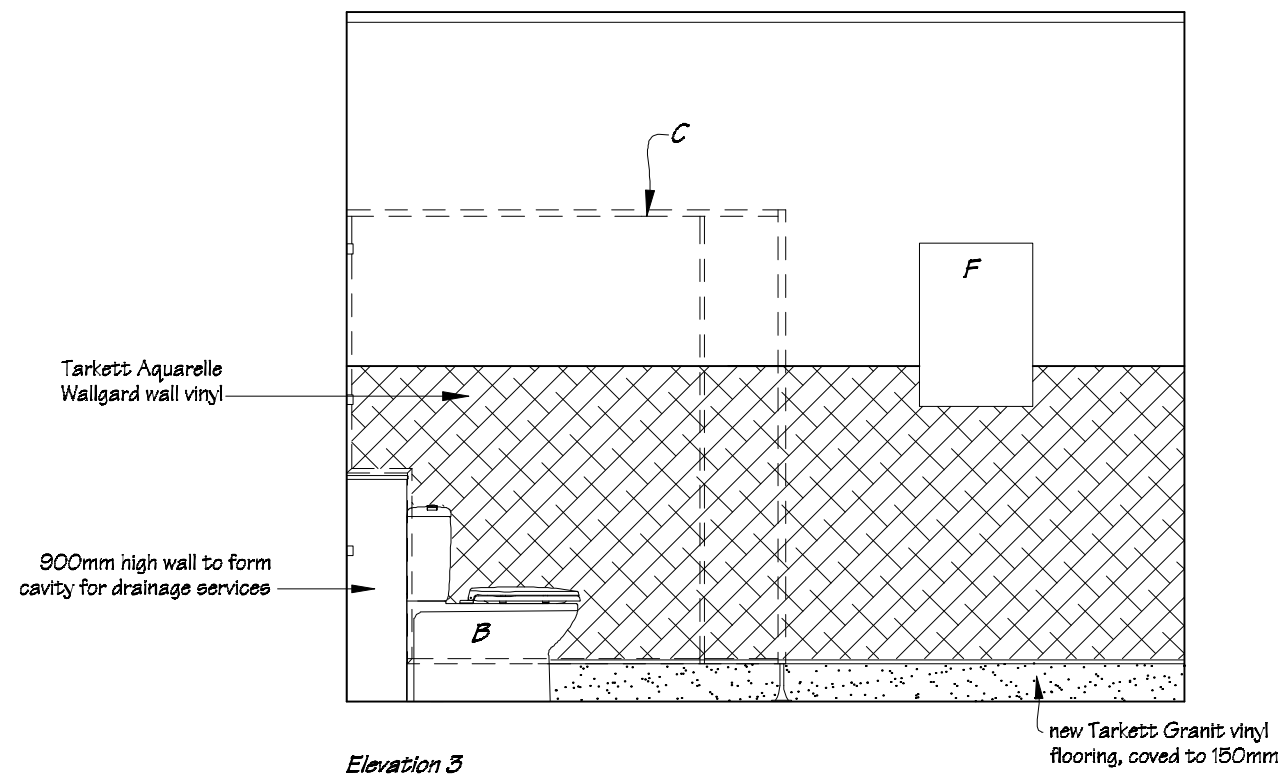 C
F
Tarkett Aquarelle
Wallgard wall vinyl
900mm high wall to form
cavity for drainage services
B
new Tarkett Granit vinyl
flooring, coved to 150mm
Elevation 3